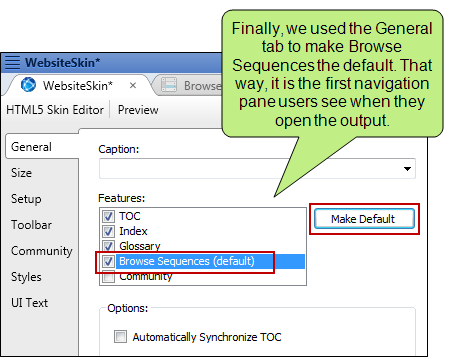 Finally, we used the General
tab to make Browse
Sequences the default. That
way, it is the first navigation
pane users see when they
open the output.
WebsiteSkin*
WebsiteSkin* Browse
HTML5 Skin Editor Preview
General
Size
Setup
Toolbar
Community
Styles
UI Text
Caption:
Features:
TOC
Index
Glossary
Browse Sequences (default)
Community
Make Default
Options:
Automatically Synchronize TOC